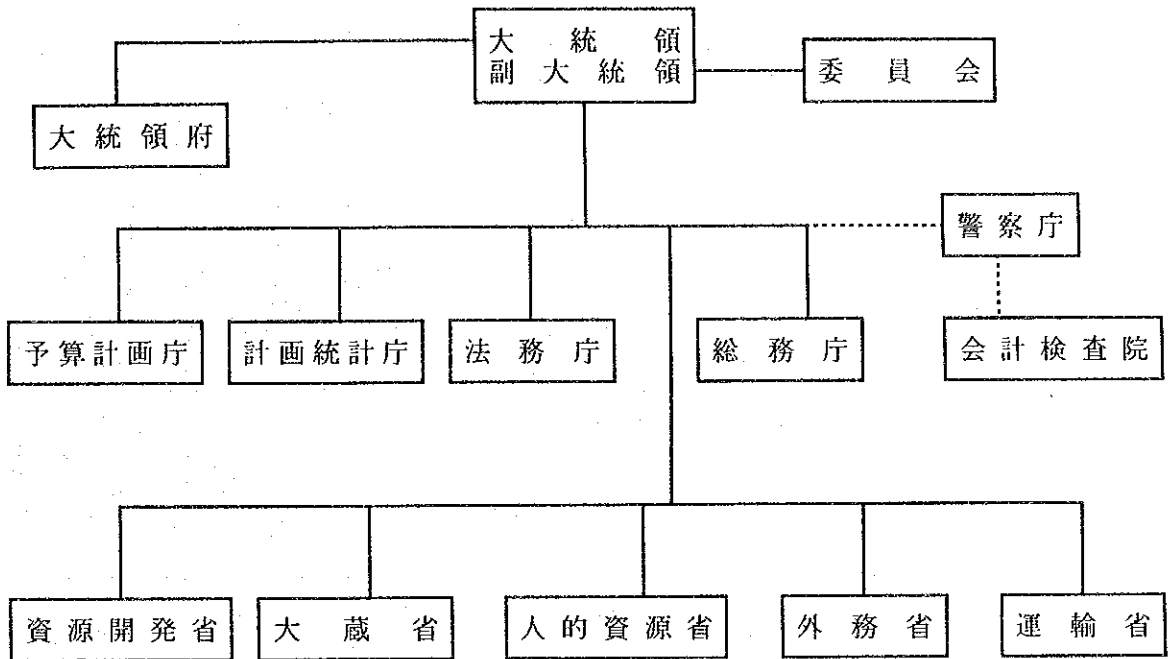 大統領
副大統領
委員会
大統領府
警察庁
予算計画庁
計画統計庁
法務庁
総務庁
会計検査院
資源開発省
大蔵省
人的資源省
外務省
運輸省